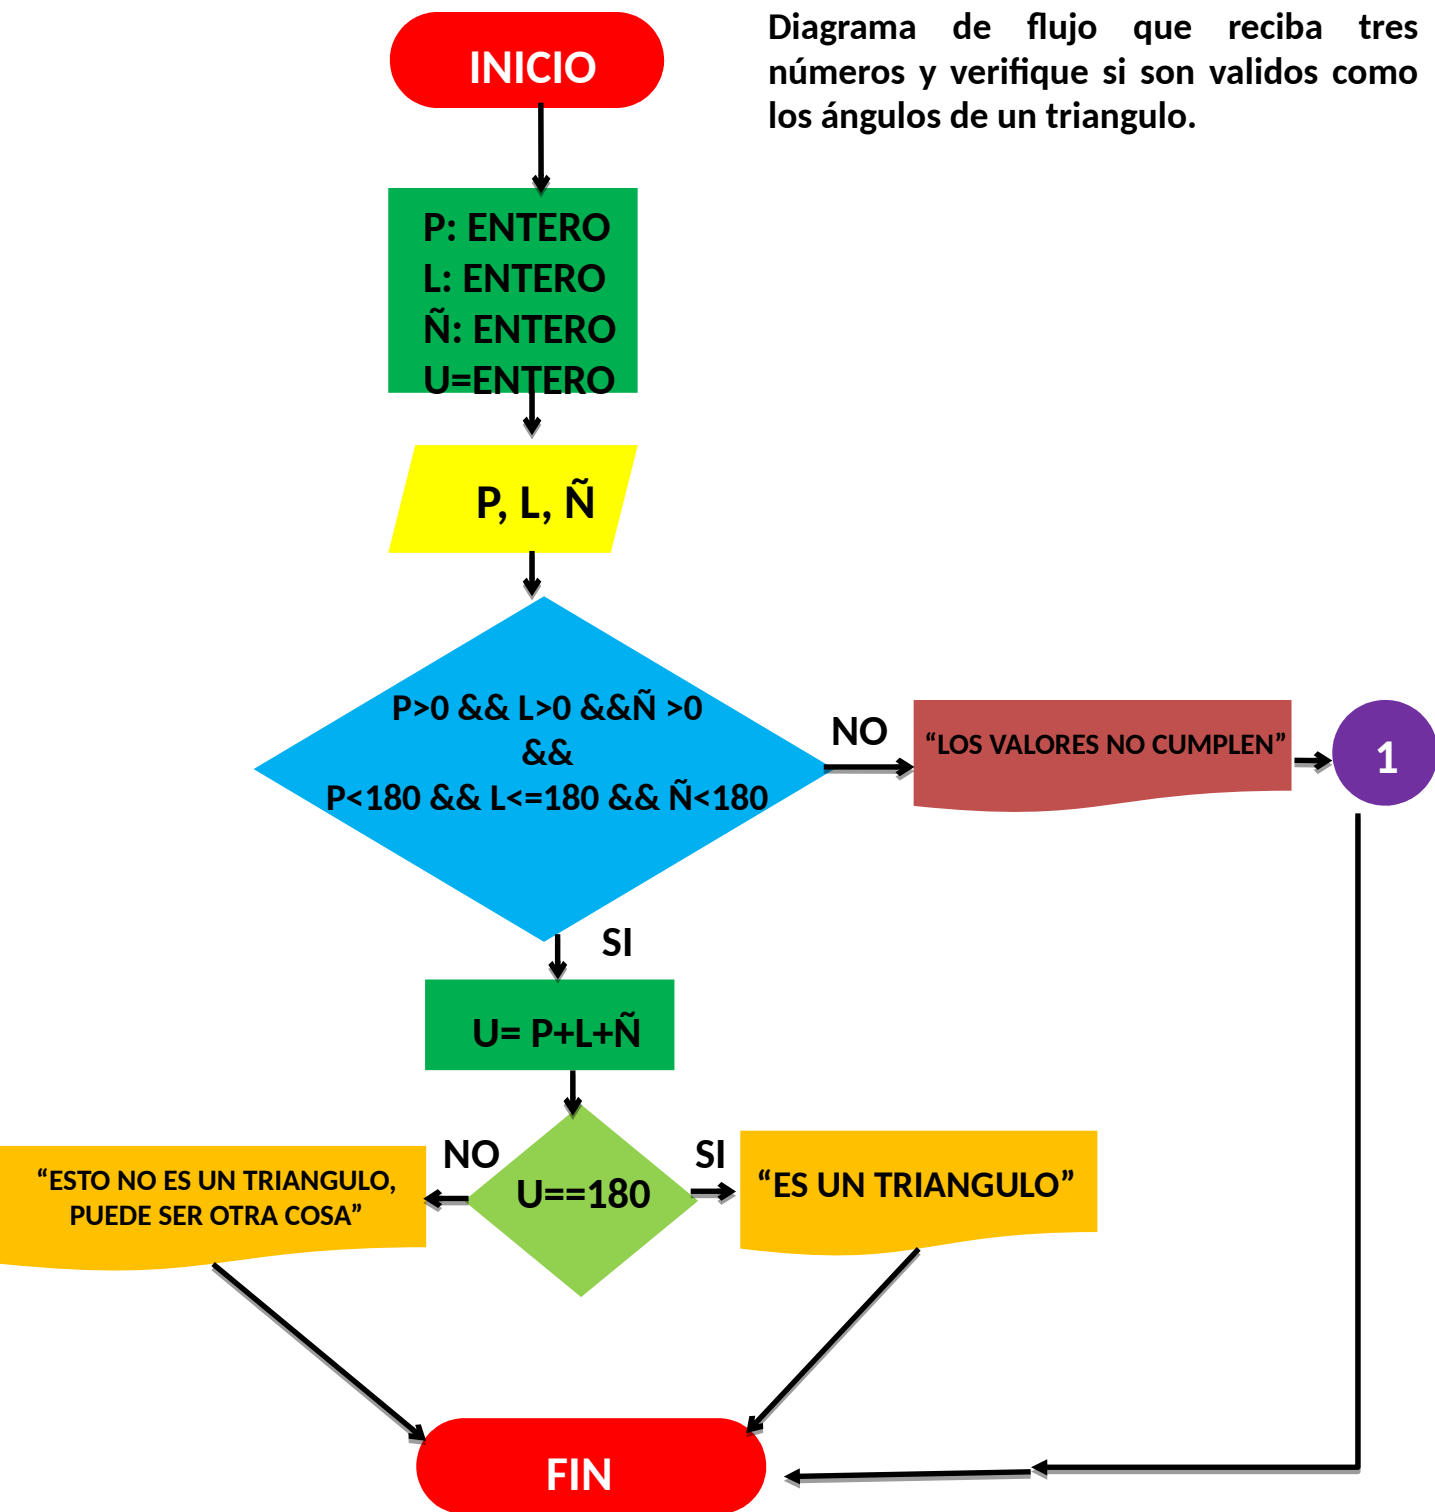 Diagrama de flujo que reciba tres
números y verifique si son validos como
los ángulos de un triangulo.
INICIO
P: ENTERO
L: ENTERO
Ñ: ENTERO
U=ENTERO
P, L, Ñ
P>0 && L>0 &&Ñ >0
&&
P<180 && L<=180 && Ñ<180
NO
“LOS VALORES NO CUMPLEN”
1
SI
U= P+L+Ñ
U==180
NO
“ESTO NO ES UN TRIANGULO,
PUEDE SER OTRA COSA”
SI
“ES UN TRIANGULO”
FIN